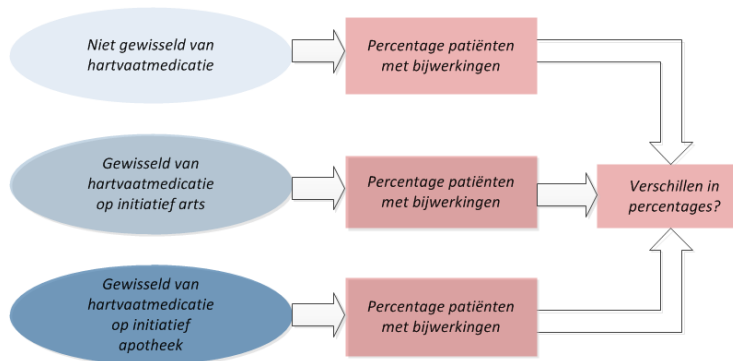 Niet gewisseld van
hartvaatmedicatie
Percentage patiënten
met bijwerkingen
Gewisseld van
hartvaatmedicatie
op initiatief arts
Percentage patiënten
met bijwerkingen
Verschillen in
percentages?
Gewisseld van
hartvaatmedicatie
op initiatief
apotheek
Percentage patiënten
met bijwerkingen